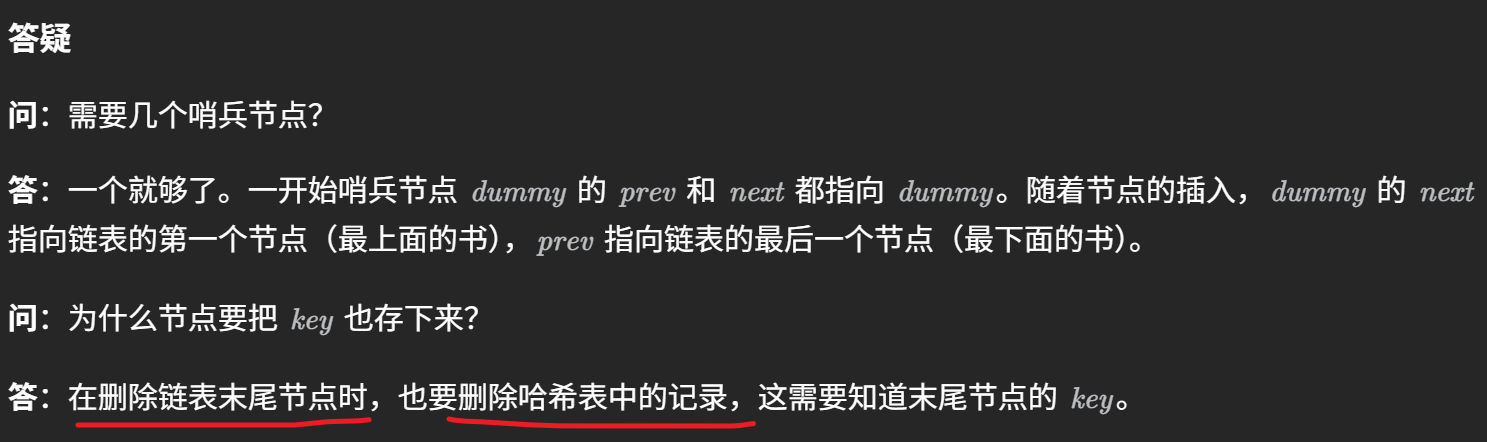 答疑
问：需要几个哨兵节点？
答：一个就够了。一开始哨兵节点 dummy 的 prev 和 next 都指向 dummy。随着节点的插入，dummy 的 next
指向链表的第一个节点（最上面的书），prev 指向链表的最后一个节点（最下面的书）。
问：为什么节点要把 key 也存下来？
答：在删除链表末尾节点时，也要删除哈希表中的记录，这需要知道末尾节点的 key。